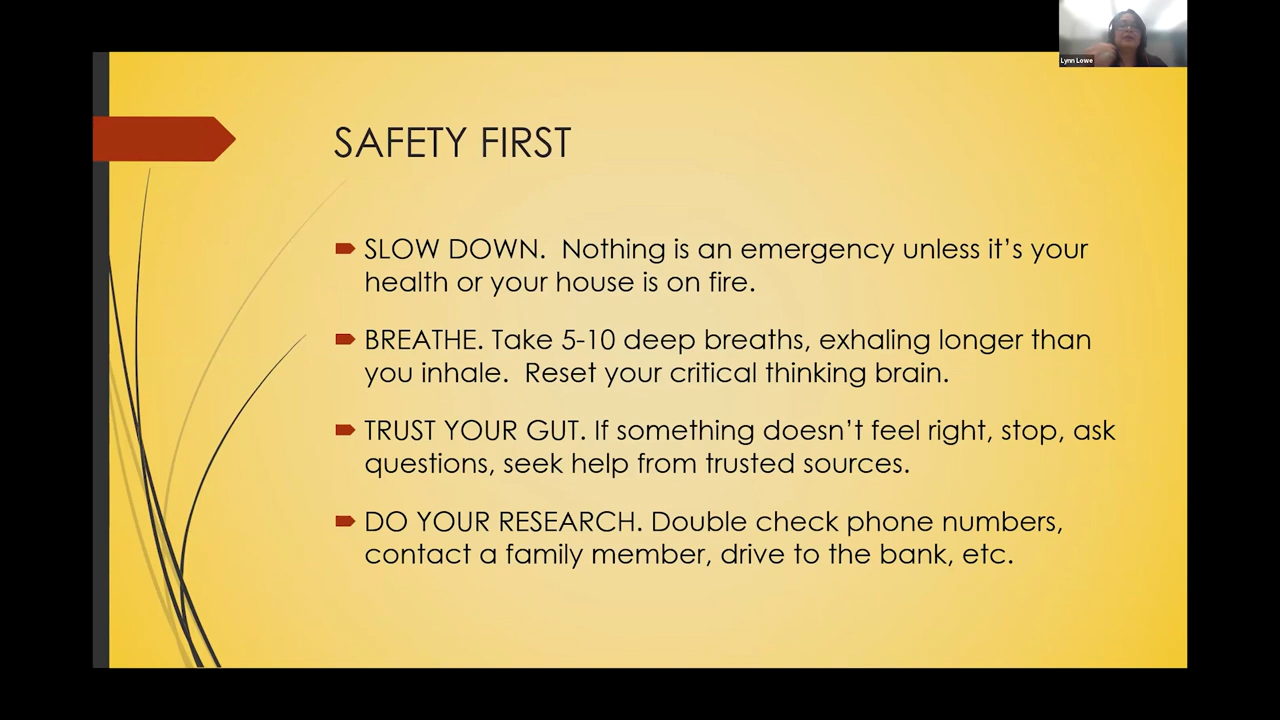 Lynn Lowe
SAFETY FIRST
SLOW DOWN.  Nothing is an emergency unless it’s your
health or your house is on fire.
BREATHE. Take 5-10 deep breaths, exhaling longer than
you inhale.  Reset your critical thinking brain.
TRUST YOUR GUT. If something doesn’t feel right, stop, ask
questions, seek help from trusted sources.
DO YOUR RESEARCH. Double check phone numbers,
contact a family member, drive to the bank, etc.